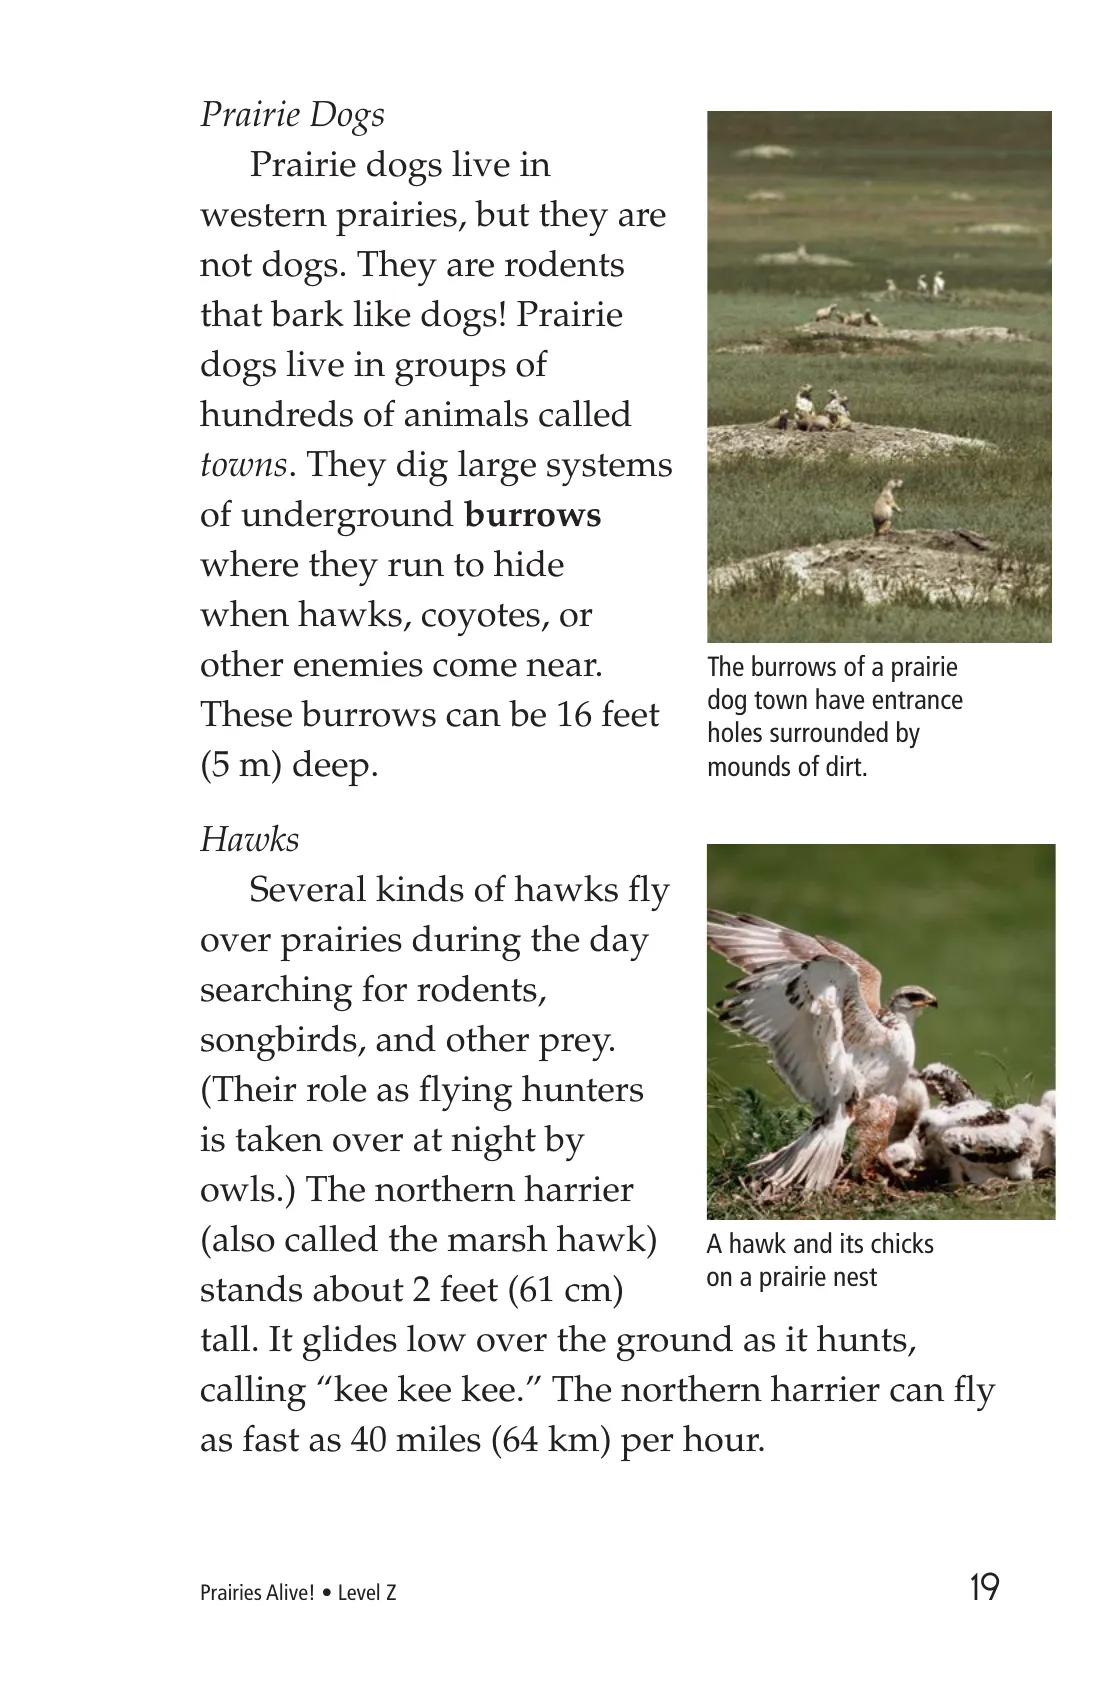 Prairie Dogs
Prairie dogs live in
western prairies, but they are
not dogs. They are rodents
that bark like dogs! Prairie
dogs live in groups of
hundreds of animals called
towns. They dig large systems
of underground burrows
where they run to hide
when hawks, coyotes, or
other enemies come near.
These burrows can be 16 feet
(5 m) deep.
The burrows of a prairie
dog town have entrance
holes surrounded by
mounds of dirt.
Hawks
Several kinds of hawks fly
over prairies during the day
searching for rodents,
songbirds, and other prey.
(Their role as flying hunters
is taken over at night by
owls.) The northern harrier
(also called the marsh hawk)
stands about 2 feet (61 cm)
tall. It glides low over the ground as it hunts,
calling “kee kee kee.” The northern harrier can fly
as fast as 40 miles (64 km) per hour.
A hawk and its chicks
on a prairie nest
Prairies Alive! • Level Z
19